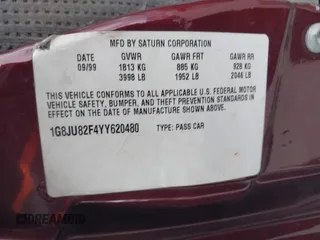 MFD BY SATURN CORPORATION
DATE GVWR GAWR FRT GAWR RR
09/99 1813 KG 885 KG 928 KG
3998 LB 1952 LB 2046 LB
THIS VEHICLE CONFORMS TO ALL APPLICABLE U.S. FEDERAL MOTOR
VEHICLE SAFETY, BUMPER, AND THEFT PREVENTION STANDARDS
IN EFFECT ON THE DATE OF MANUFACTURE SHOWN ABOVE.
1G8JU82F4YY620480 TYPE: PASS CAR